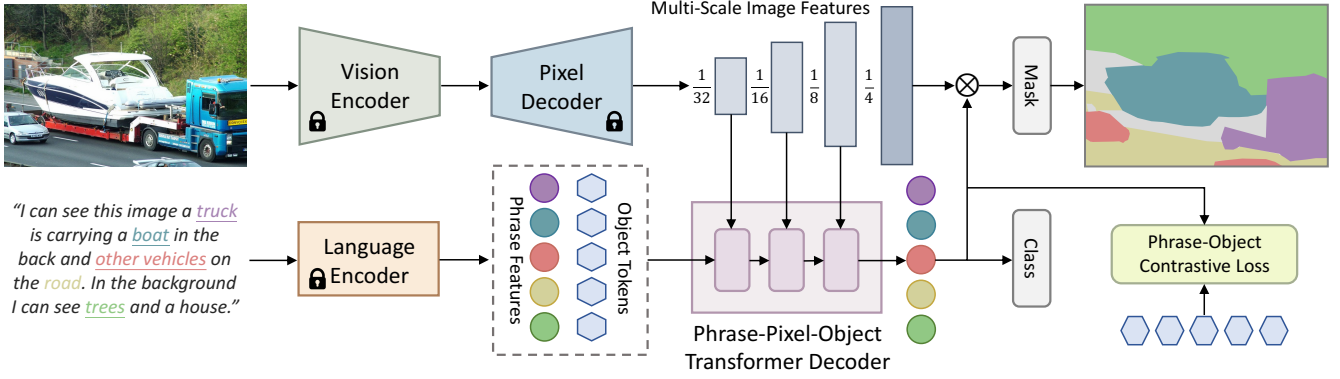 Multi-Scale Image Features
Vision
Encoder
Pixel
Decoder
1/32
1/16
1/8
1/4
Mask
“I can see this image a truck
is carrying a boat in the
back and other vehicles on
the road. In the background
I can see trees and a house.”
Language
Encoder
Phrase Features
Object Tokens
Phrase-Pixel-Object
Transformer Decoder
Class
Phrase-Object
Contrastive Loss